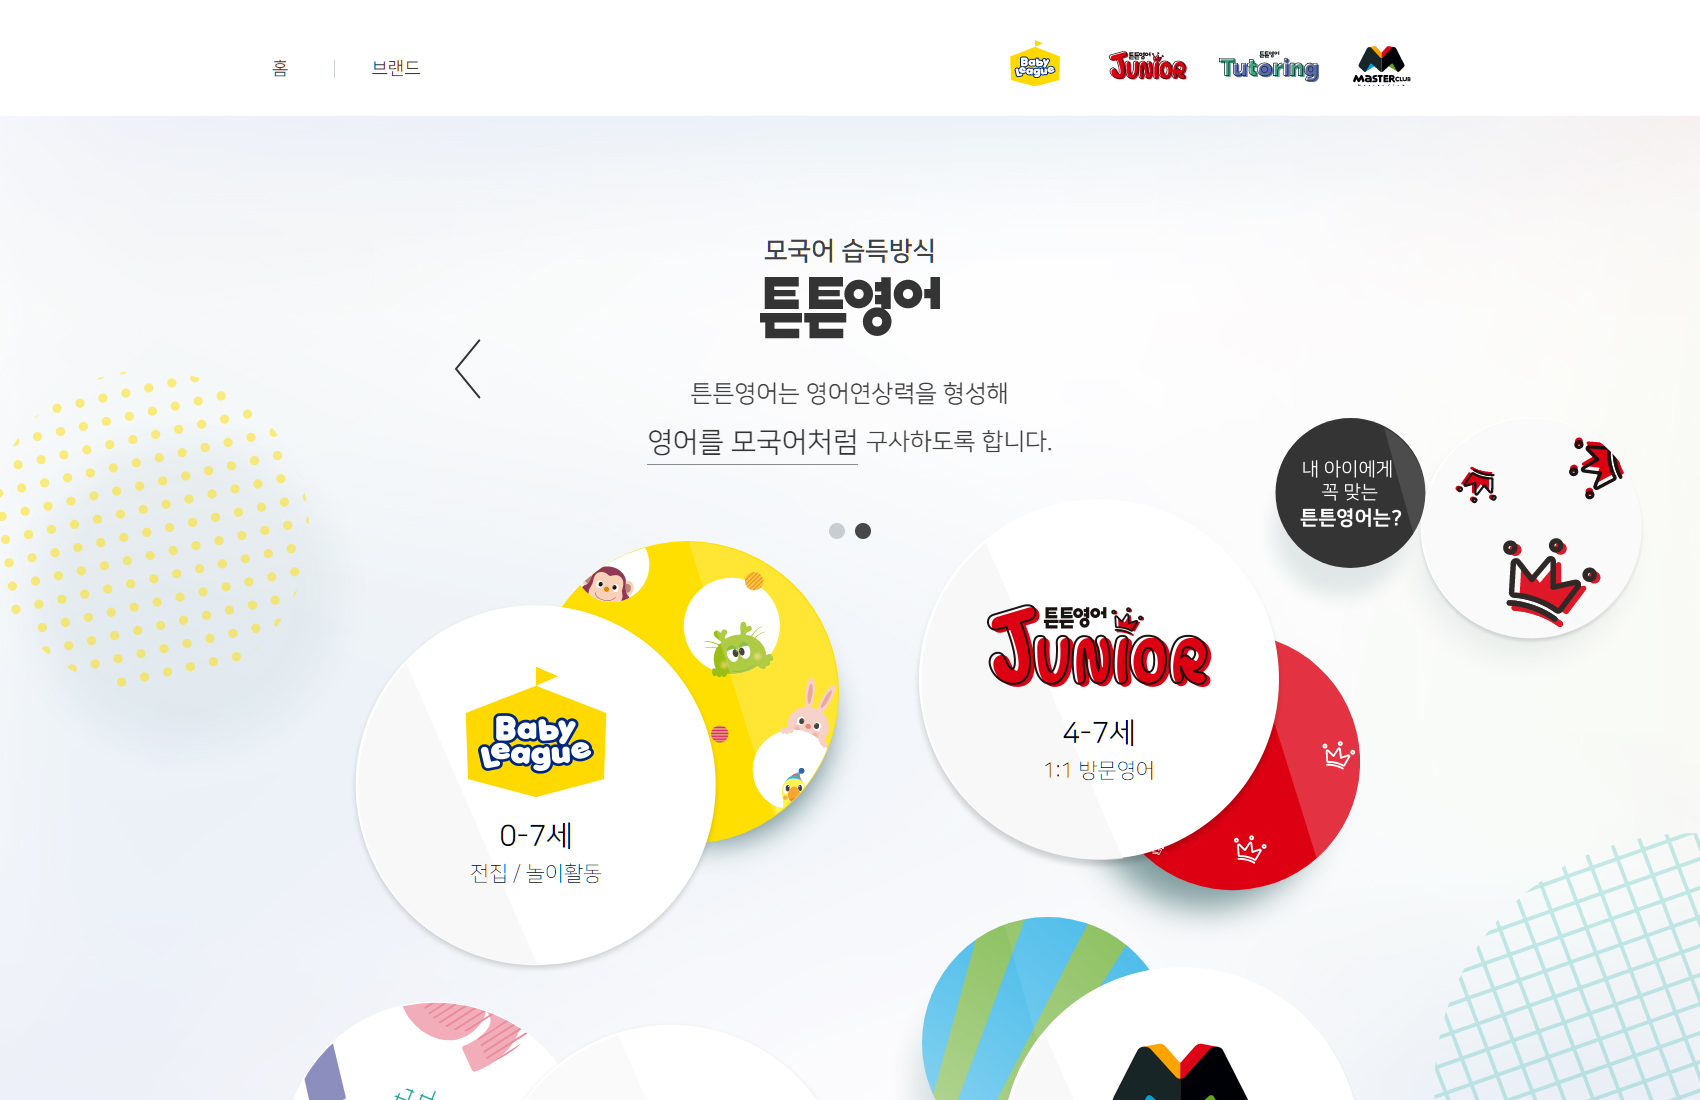 홈
브랜드
Baby
League
튼튼영어
JUNIOR
튼튼영어
Tutoring
MASTERCLUB
모국어 습득방식
튼튼영어
튼튼영어는 영어연상력을 형성해
영어를 모국어처럼 구사하도록 합니다.
내 아이에게
꼭 맞는
튼튼영어는?
튼튼영어
JUNIOR
4-7세
1:1 방문영어
Baby
League
0-7세
전집 / 놀이활동